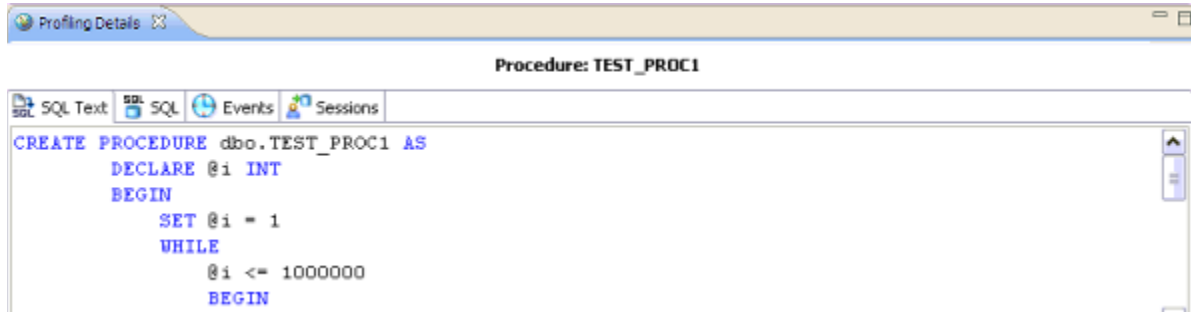 Profiling Details
Procedure: TEST_PROC1
SQL Text SQL Events Sessions
CREATE PROCEDURE dbo.TEST_PROC1 AS
DECLARE @i INT
BEGIN
SET @i = 1
WHILE
@i <= 1000000
BEGIN